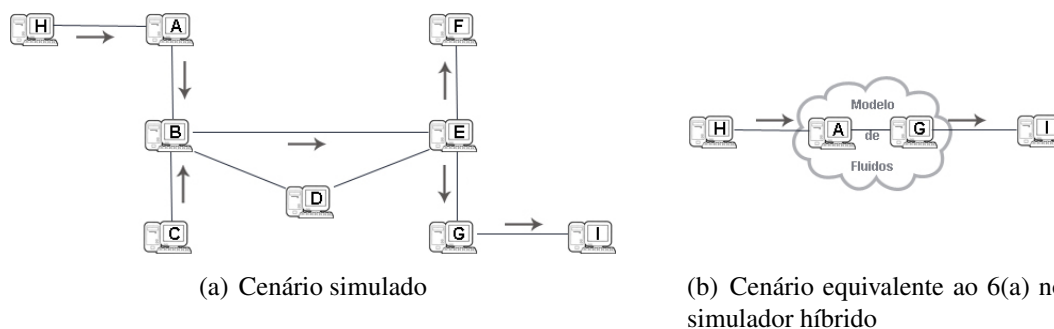 H
A
F
B
E
D
C
G
I
(a) Cenário simulado
Modelo
H
A
de
G
I
Fluidos
(b) Cenário equivalente ao 6(a) no
simulador híbrido